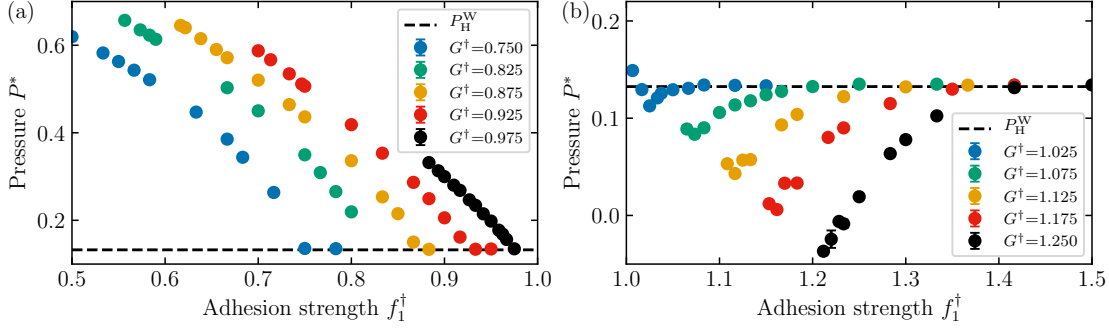 (a)
Pressure P*
0.6
0.4
0.2
0.5 0.6 0.7 0.8 0.9 1.0
Adhesion strength f₁†
P_H^W
G†=0.750
G†=0.825
G†=0.875
G†=0.925
G†=0.975
(b)
Pressure P*
0.2
0.1
0.0
1.0 1.1 1.2 1.3 1.4 1.5
Adhesion strength f₁†
P_H^W
G†=1.025
G†=1.075
G†=1.125
G†=1.175
G†=1.250